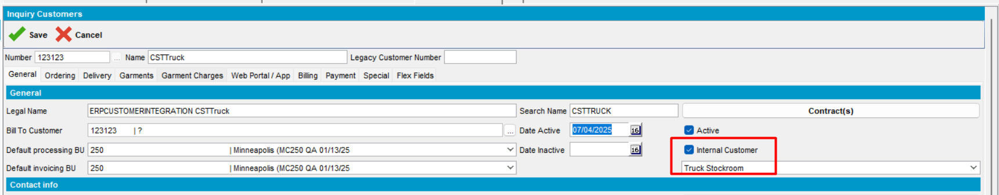 Inquiry Customers
Save Cancel
Number 123123 ... Name CSTTruck Legacy Customer Number
General Ordering Delivery Garments Garment Charges Web Portal / App Billing Payment Special Flex Fields
General
Legal Name ERPCUSTOMERINTEGRATION CSTTruck Search Name CSTTRUCK Contract(s)
Bill To Customer 123123 | ? ... Date Active 07/04/2025 16 Active
Default processing BU 250 | Minneapolis (MC250 QA 01/13/25 Date Inactive 16 Internal Customer
Default invoicing BU 250 | Minneapolis (MC250 QA 01/13/25 Truck Stockroom
Contact info